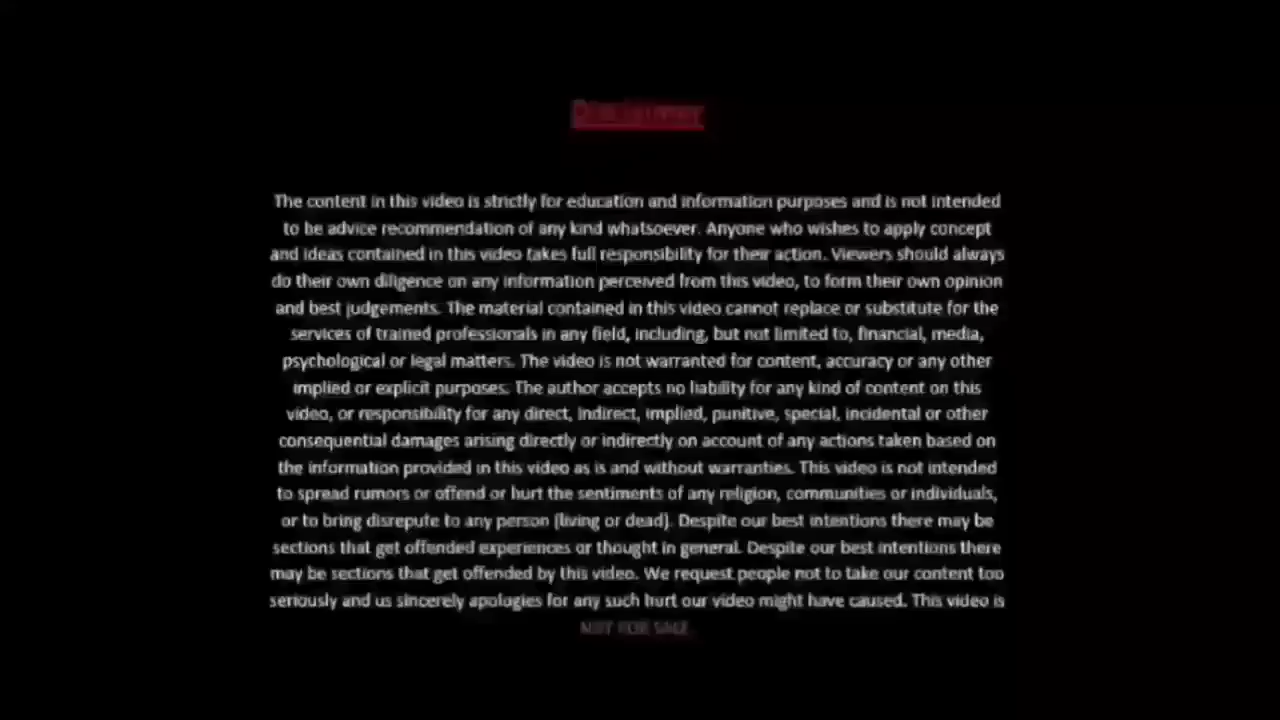 Disclaimer
The content in this video is strictly for education and information purposes and is not intended
to be advice recommendation of any kind whatsoever. Anyone who wishes to apply concept
and ideas contained in this video takes full responsibility for their action. Viewers should always
do their own diligence on any information perceived from this video, to form their own opinion
and best judgements. The material contained in this video cannot replace or substitute for the
services of trained professionals in any field, including, but not limited to, financial, media,
psychological or legal matters. The video is not warranted for content, accuracy or any other
implied or explicit purposes. The author accepts no liability for any kind of content on this
video, or responsibility for any direct, indirect, implied, punitive, special, incidental or other
consequential damages arising directly or indirectly on account of any actions taken based on
the information provided in this video as is and without warranties. This video is not intended
to spread rumors or offend or hurt the sentiments of any religion, communities or individuals,
or to bring disrepute to any person (living or dead). Despite our best intentions there may be
sections that get offended experiences or thought in general. Despite our best intentions there
may be sections that get offended by this video. We request people not to take our content too
seriously and us sincerely apologies for any such hurt our video might have caused. This video is
NOT FOR SALE.